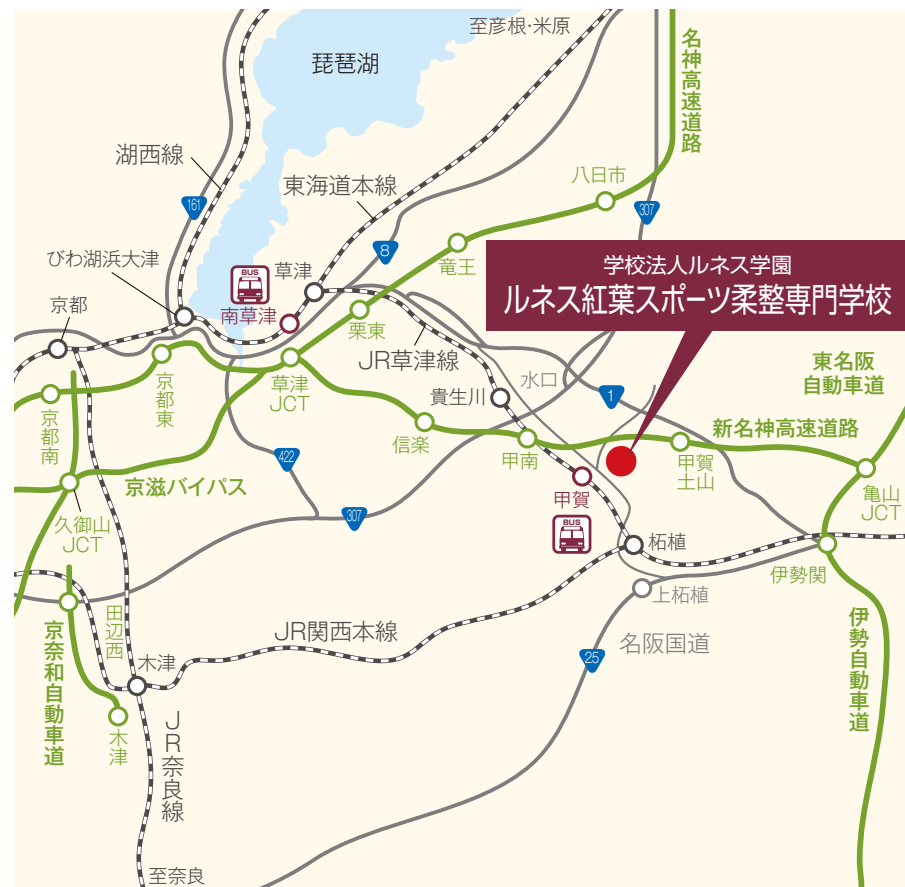 至彦根・米原
琵琶湖
名神高速道路
湖西線
東海道本線
八日市
161
307
8
びわ湖浜大津
BUS
草津
竜王
学校法人ルネス学園
ルネス紅葉スポーツ柔整専門学校
京都
南草津
栗東
JR草津線
東名阪
自動車道
京都東
草津
JCT
水口
貴生川
1
京都南
信楽
甲南
新名神高速道路
甲賀
土山
422
京滋バイパス
甲賀
亀山
JCT
307
久御山
JCT
BUS
柘植
伊勢関
上柘植
田辺西
JR関西本線
名阪国道
京奈和自動車道
木津
25
伊勢自動車道
木津
JR奈良線
至奈良